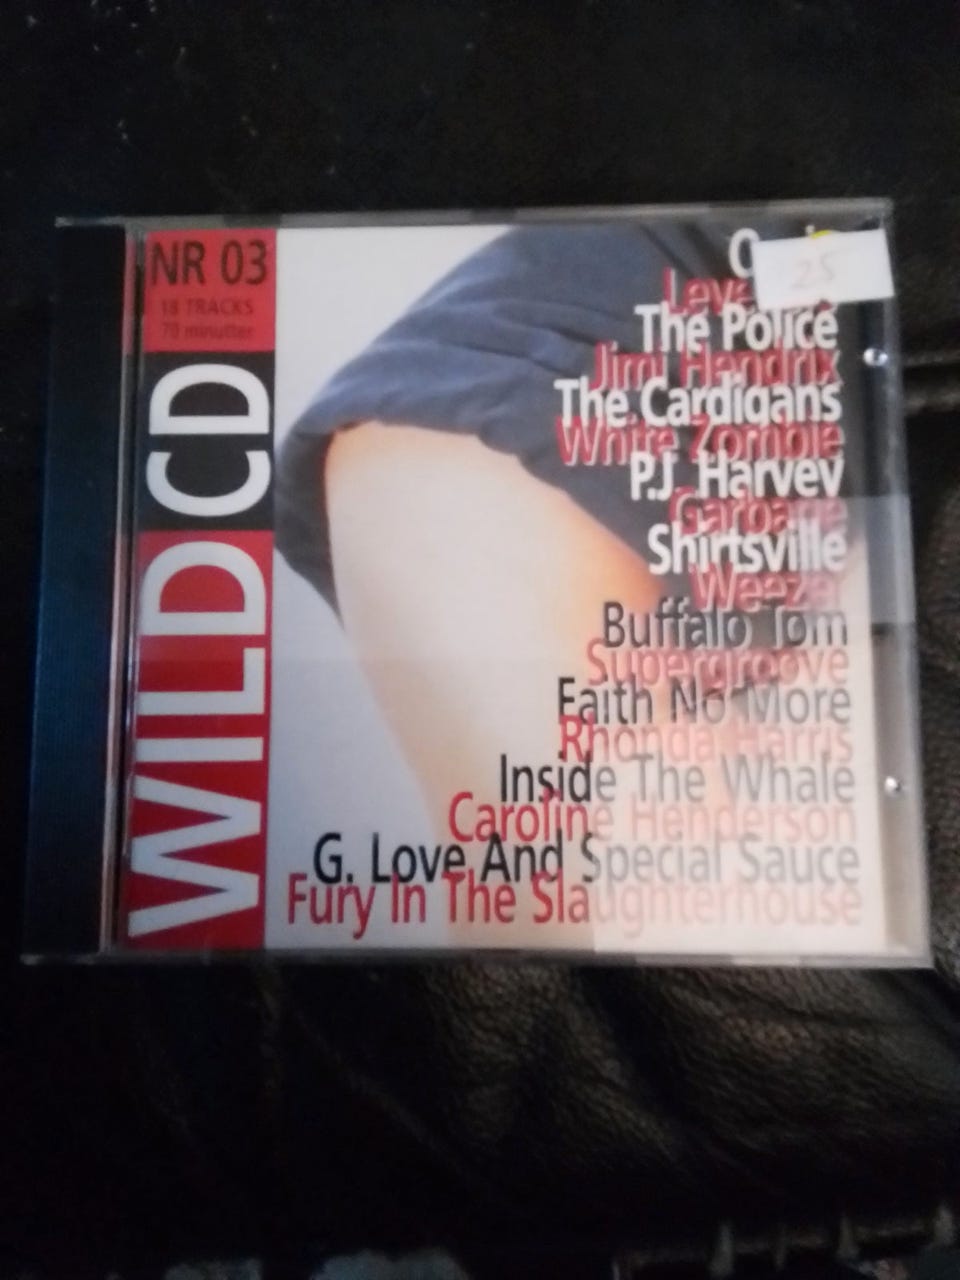 NR 03
18 TRACKS
70 minutter
WILD CD
25
The Police
Jimi Hendrix
The Cardigans
White Zombie
P.J. Harvey
Garbage
Shirtsville
Weezer
Buffalo Tom
Supergroove
Faith No More
Rhonda Harris
Inside The Whale
Caroline Henderson
G. Love And Special Sauce
Fury In The Slaughterhouse